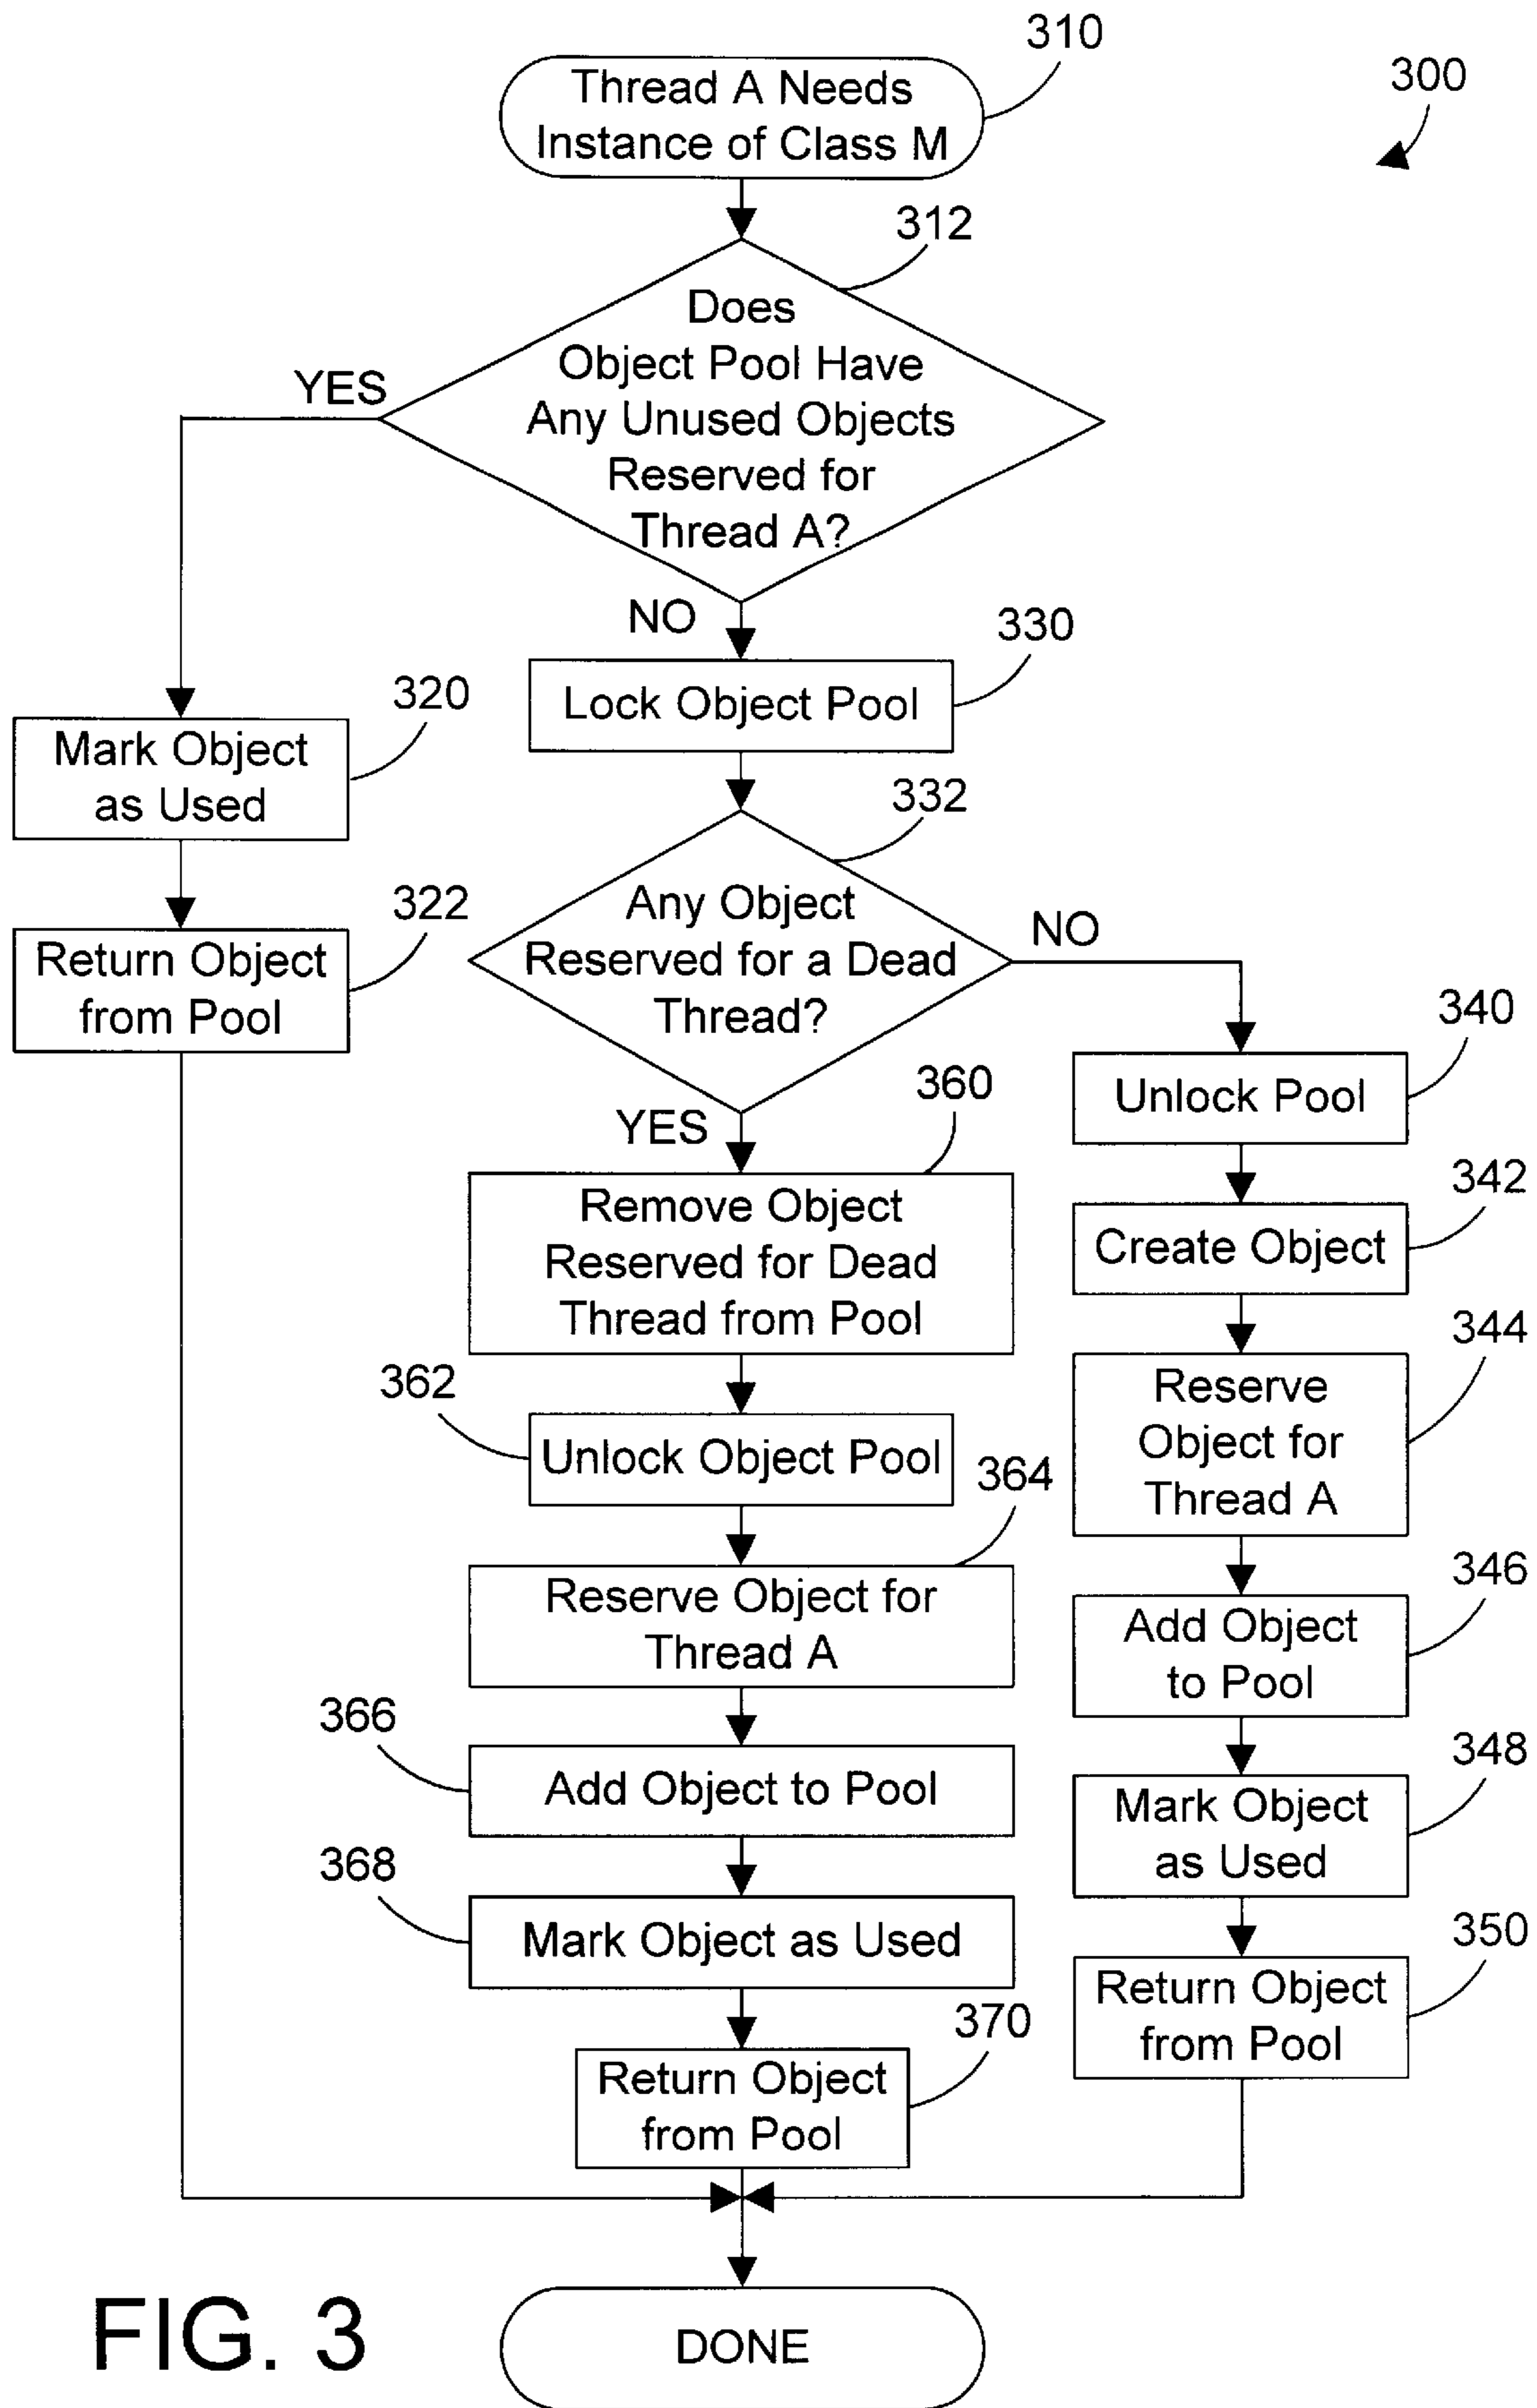 310
300
Thread A Needs
Instance of Class M
312
Does
Object Pool Have
Any Unused Objects
Reserved for
Thread A?
YES
NO
330
Lock Object Pool
320
Mark Object
as Used
332
Any Object
Reserved for a Dead
Thread?
NO
322
Return Object
from Pool
340
Unlock Pool
YES
360
Remove Object
Reserved for Dead
Thread from Pool
342
Create Object
344
Reserve
Object for
Thread A
362
Unlock Object Pool
364
Reserve Object for
Thread A
346
Add Object
to Pool
366
Add Object to Pool
348
Mark Object
as Used
368
Mark Object as Used
350
Return Object
from Pool
370
Return Object
from Pool
FIG. 3
DONE